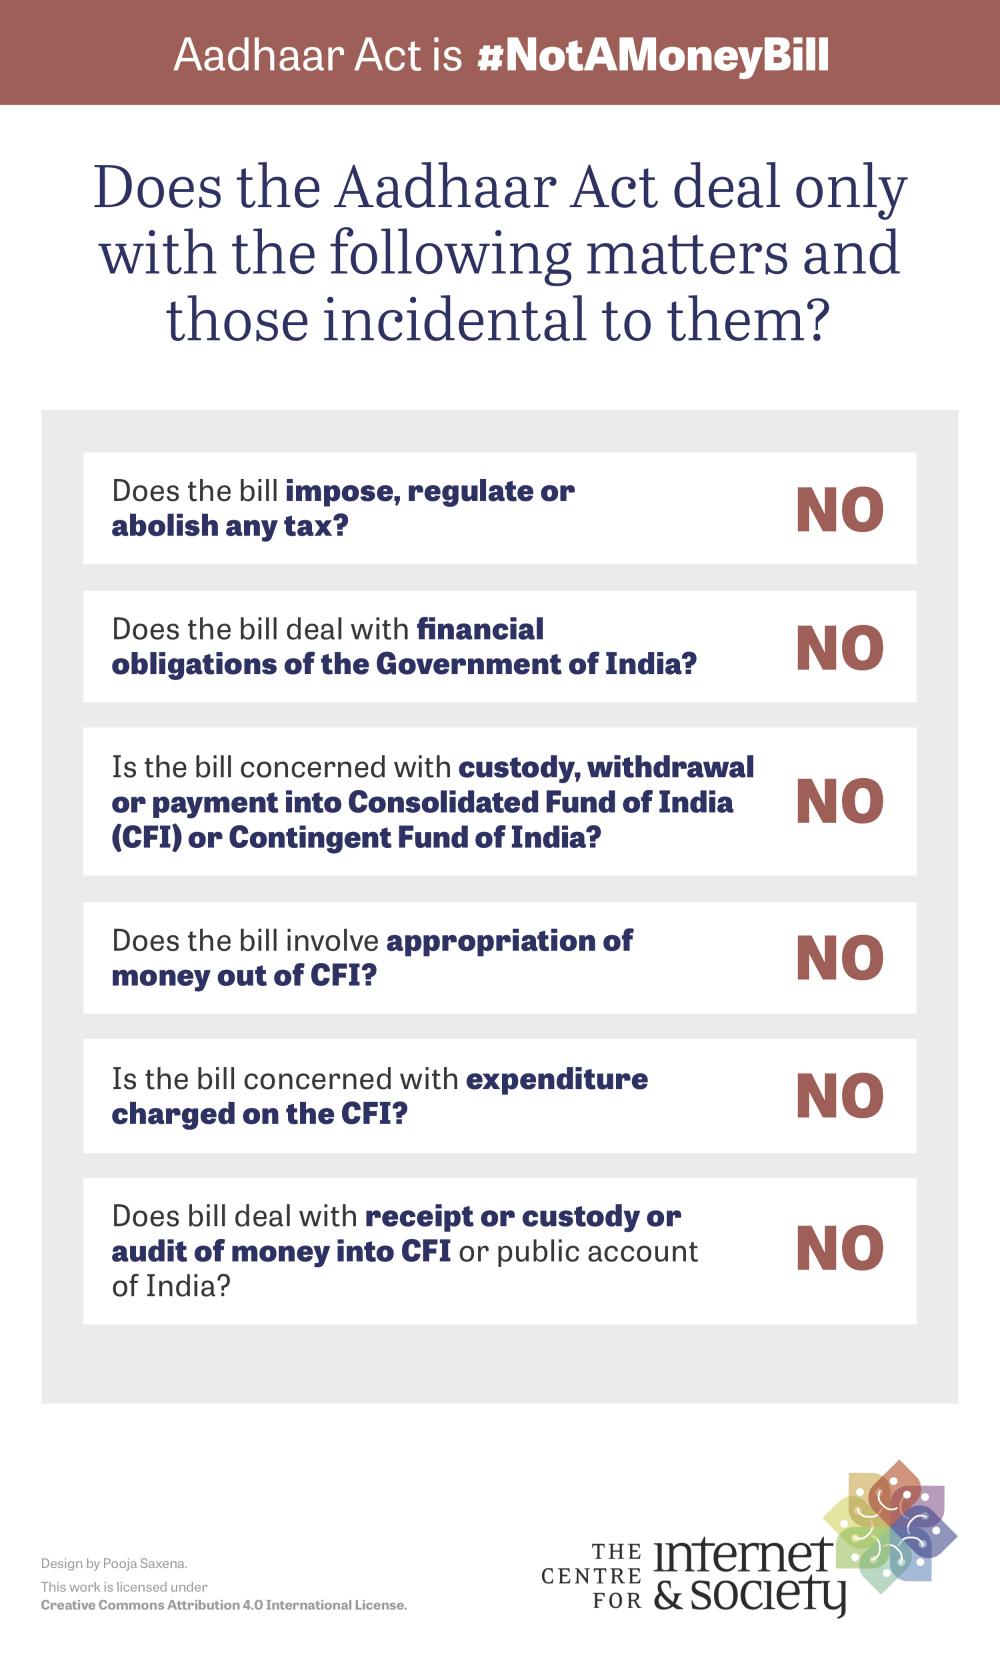 Aadhaar Act is #NotAMoneyBill
Does the Aadhaar Act deal only
with the following matters and
those incidental to them?
Does the bill impose, regulate or
abolish any tax?
NO
Does the bill deal with financial
obligations of the Government of India?
NO
Is the bill concerned with custody, withdrawal
or payment into Consolidated Fund of India
(CFI) or Contingent Fund of India?
NO
Does the bill involve appropriation of
money out of CFI?
NO
Is the bill concerned with expenditure
charged on the CFI?
NO
Does bill deal with receipt or custody or
audit of money into CFI or public account
of India?
NO
Design by Pooja Saxena.
This work is licensed under
Creative Commons Attribution 4.0 International License.
THE
CENTRE
FOR
internet
& society